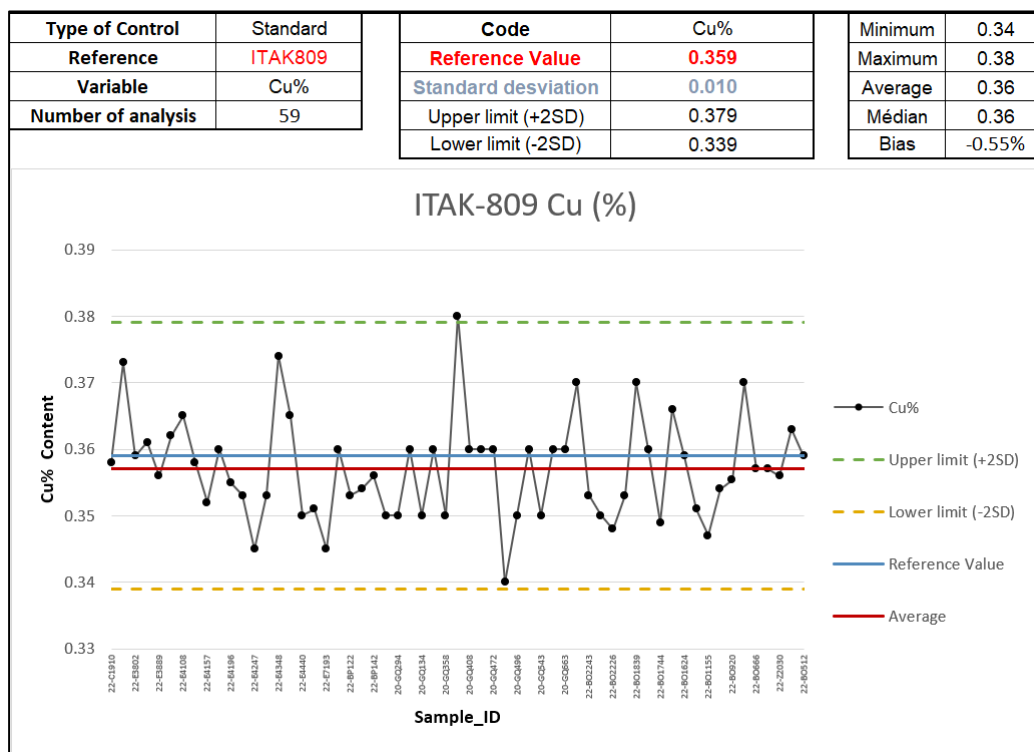 Type of Control Standard
Reference ITAK809
Variable Cu%
Number of analysis 59
Code Cu%
Reference Value 0.359
Standard desviation 0.010
Upper limit (+2SD) 0.379
Lower limit (-2SD) 0.339
Minimum 0.34
Maximum 0.38
Average 0.36
Médian 0.36
Bias -0.55%
ITAK-809 Cu (%)
Cu% Content
0.39
0.38
0.37
0.36
0.35
0.34
0.33
22-C1910
22-E3802
22-E3889
22-E4108
22-E4157
22-E4196
22-E4247
22-E4348
22-E4440
22-E7193
22-BP122
22-BP142
20-GQ294
20-GQ334
20-GQ358
20-GQ408
20-GQ472
20-GQ496
20-GQ543
20-GQ663
22-BO2243
22-BO2226
22-BO1839
22-BO1744
22-BO1624
22-BO1155
22-BO920
22-BO666
22-Z2030
22-BO512
Sample_ID
Cu%
Upper limit (+2SD)
Lower limit (-2SD)
Reference Value
Average